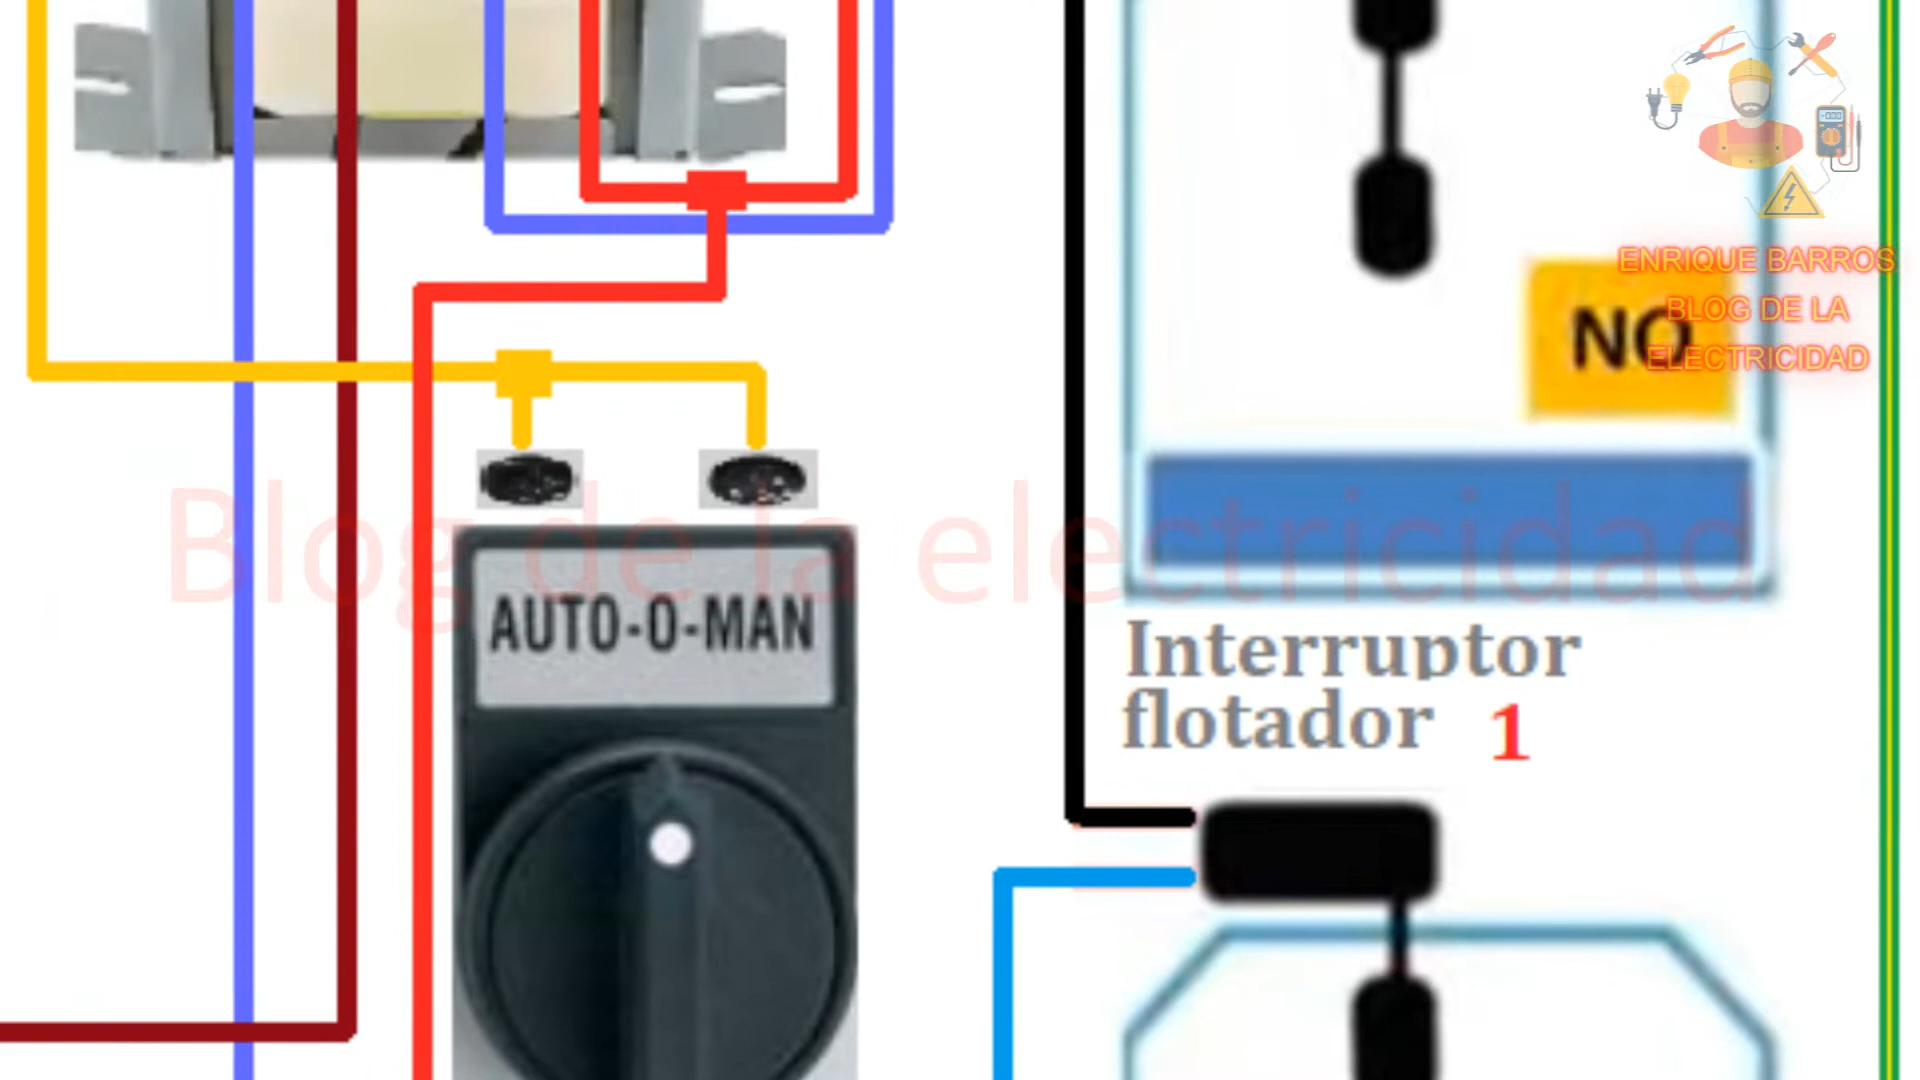 ENRIQUE BARROS
BLOG DE LA
ELECTRICIDAD
NO
Blog de la electricidad
AUTO-O-MAN
Interruptor
flotador 1